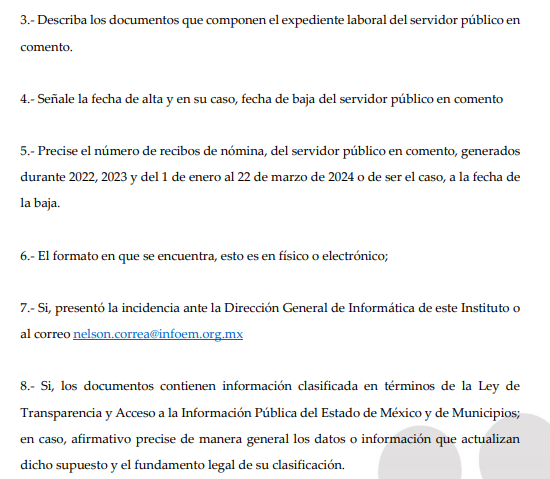 3.- Describa los documentos que componen el expediente laboral del servidor público en
comento.
4.- Señale la fecha de alta y en su caso, fecha de baja del servidor público en comento
5.- Precise el número de recibos de nómina, del servidor público en comento, generados
durante 2022, 2023 y del 1 de enero al 22 de marzo de 2024 o de ser el caso, a la fecha de
la baja.
6.- El formato en que se encuentra, esto es en físico o electrónico;
7.- Si, presentó la incidencia ante la Dirección General de Informática de este Instituto o
al correo nelson.correa@infoem.org.mx
8.- Si, los documentos contienen información clasificada en términos de la Ley de
Transparencia y Acceso a la Información Pública del Estado de México y de Municipios;
en caso, afirmativo precise de manera general los datos o información que actualizan
dicho supuesto y el fundamento legal de su clasificación.